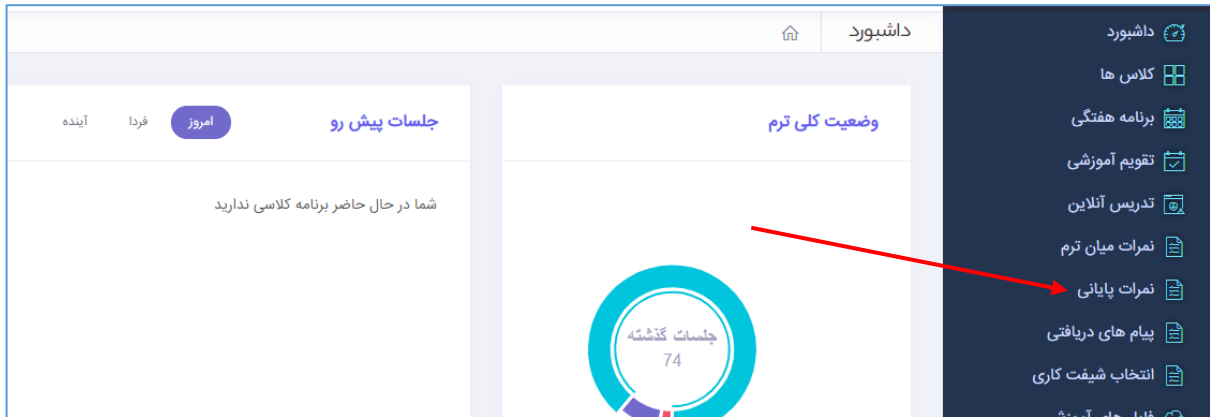 داشبورد
کلاس ها
برنامه هفتگی
تقویم آموزشی
تدریس آنلاین
نمرات میان ترم
نمرات پایانی
پیام های دریافتی
انتخاب شیفت کاری
داشبورد
وضعیت کلی ترم
جلسات گذشته
74
جلسات پیش رو
امروز فردا آینده
شما در حال حاضر برنامه کلاسی ندارید